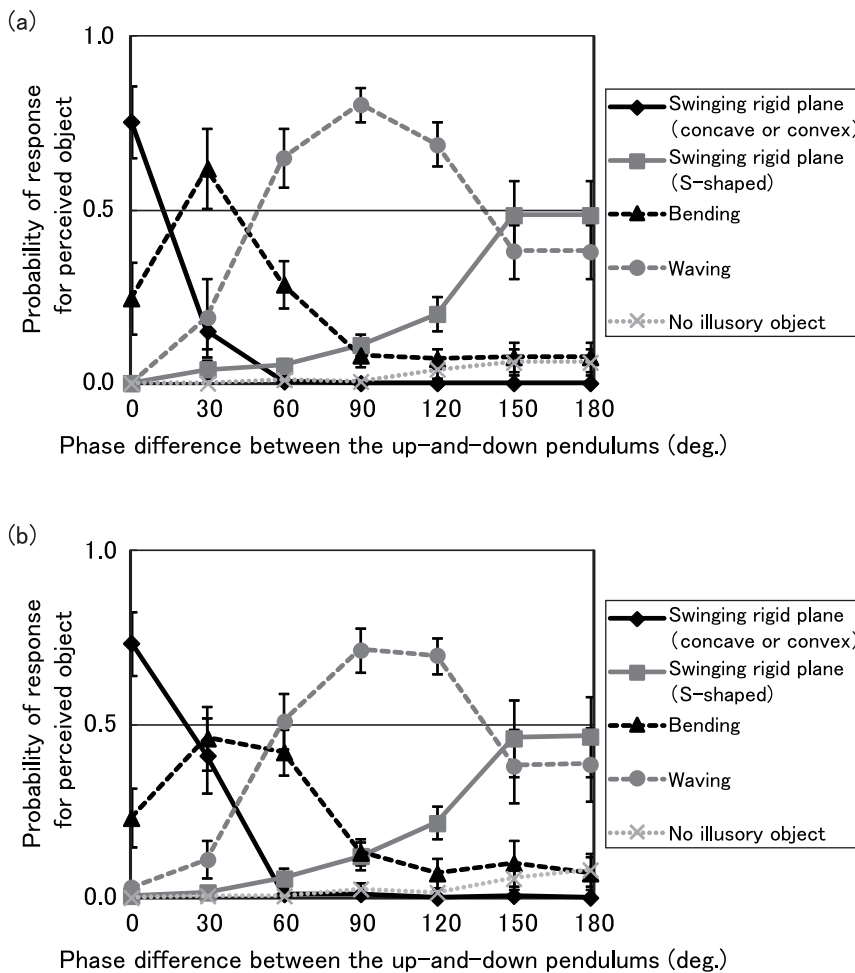 (a)
1.0
0.5
0.0
Probability of response
for perceived object
0 30 60 90 120 150 180
Phase difference between the up-and-down pendulums (deg.)
Swinging rigid plane
(concave or convex)
Swinging rigid plane
(S-shaped)
Bending
Waving
No illusory object
(b)
1.0
0.5
0.0
Probability of response
for perceived object
0 30 60 90 120 150 180
Phase difference between the up-and-down pendulums (deg.)
Swinging rigid plane
(concave or convex)
Swinging rigid plane
(S-shaped)
Bending
Waving
No illusory object